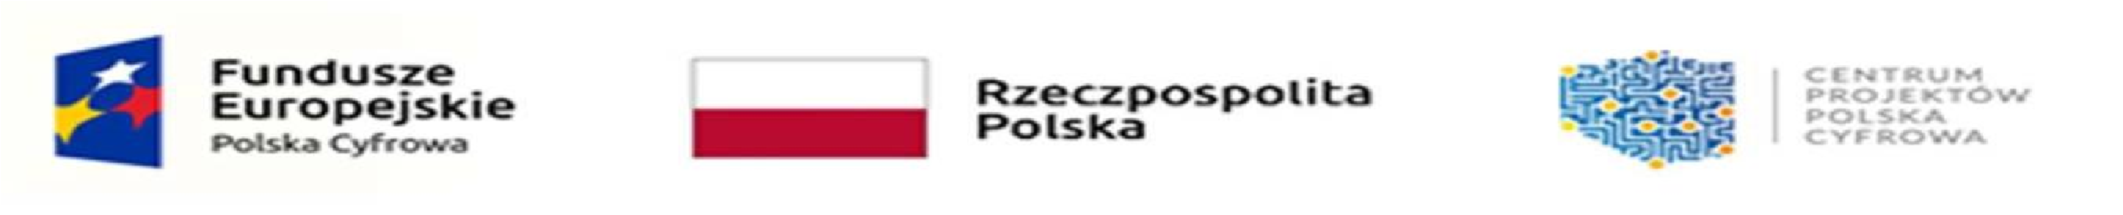 Fundusze
Europejskie
Polska Cyfrowa
Rzeczpospolita
Polska
CENTRUM
PROJEKTÓW
POLSKA
CYFROWA